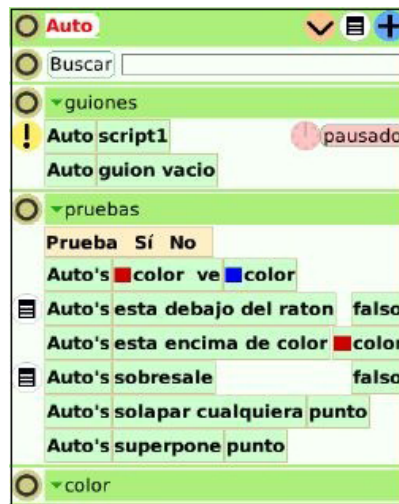 Auto
Buscar
guiones
! Auto script1 pausado
Auto guion vacio
pruebas
Prueba Sí No
Auto's color ve color
Auto's esta debajo del raton falso
Auto's esta encima de color color
Auto's sobresale falso
Auto's solapar cualquiera punto
Auto's superpone punto
color